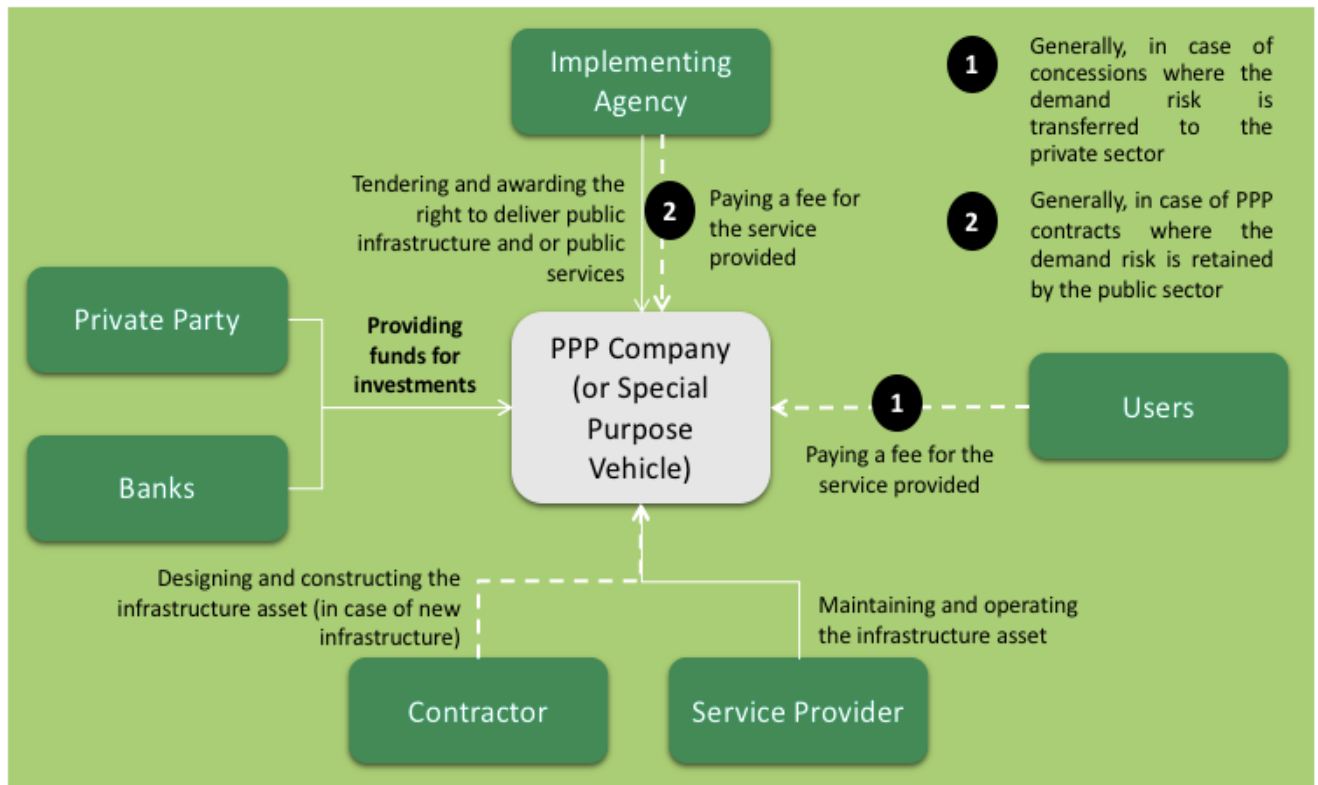 Implementing
Agency
1
Generally, in case of
concessions where the
demand risk is
transferred to the
private sector
Tendering and awarding the
right to deliver public
infrastructure and or public
services
2
Paying a fee for
the service
provided
2
Generally, in case of PPP
contracts where the
demand risk is retained
by the public sector
Private Party
Banks
Providing
funds for
investments
PPP Company
(or Special
Purpose
Vehicle)
1
Paying a fee for the
service provided
Users
Designing and constructing the
infrastructure asset (in case of new
infrastructure)
Maintaining and operating
the infrastructure asset
Contractor
Service Provider